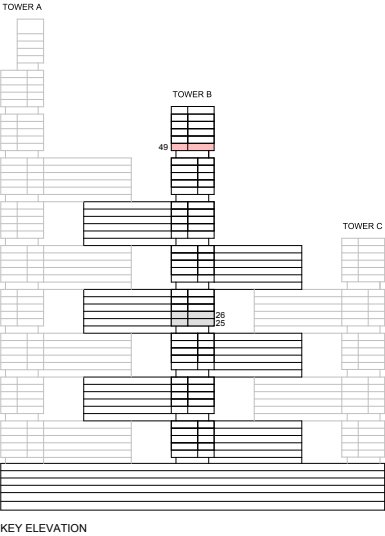 TOWER A
TOWER B
49
TOWER C
26
25
KEY ELEVATION